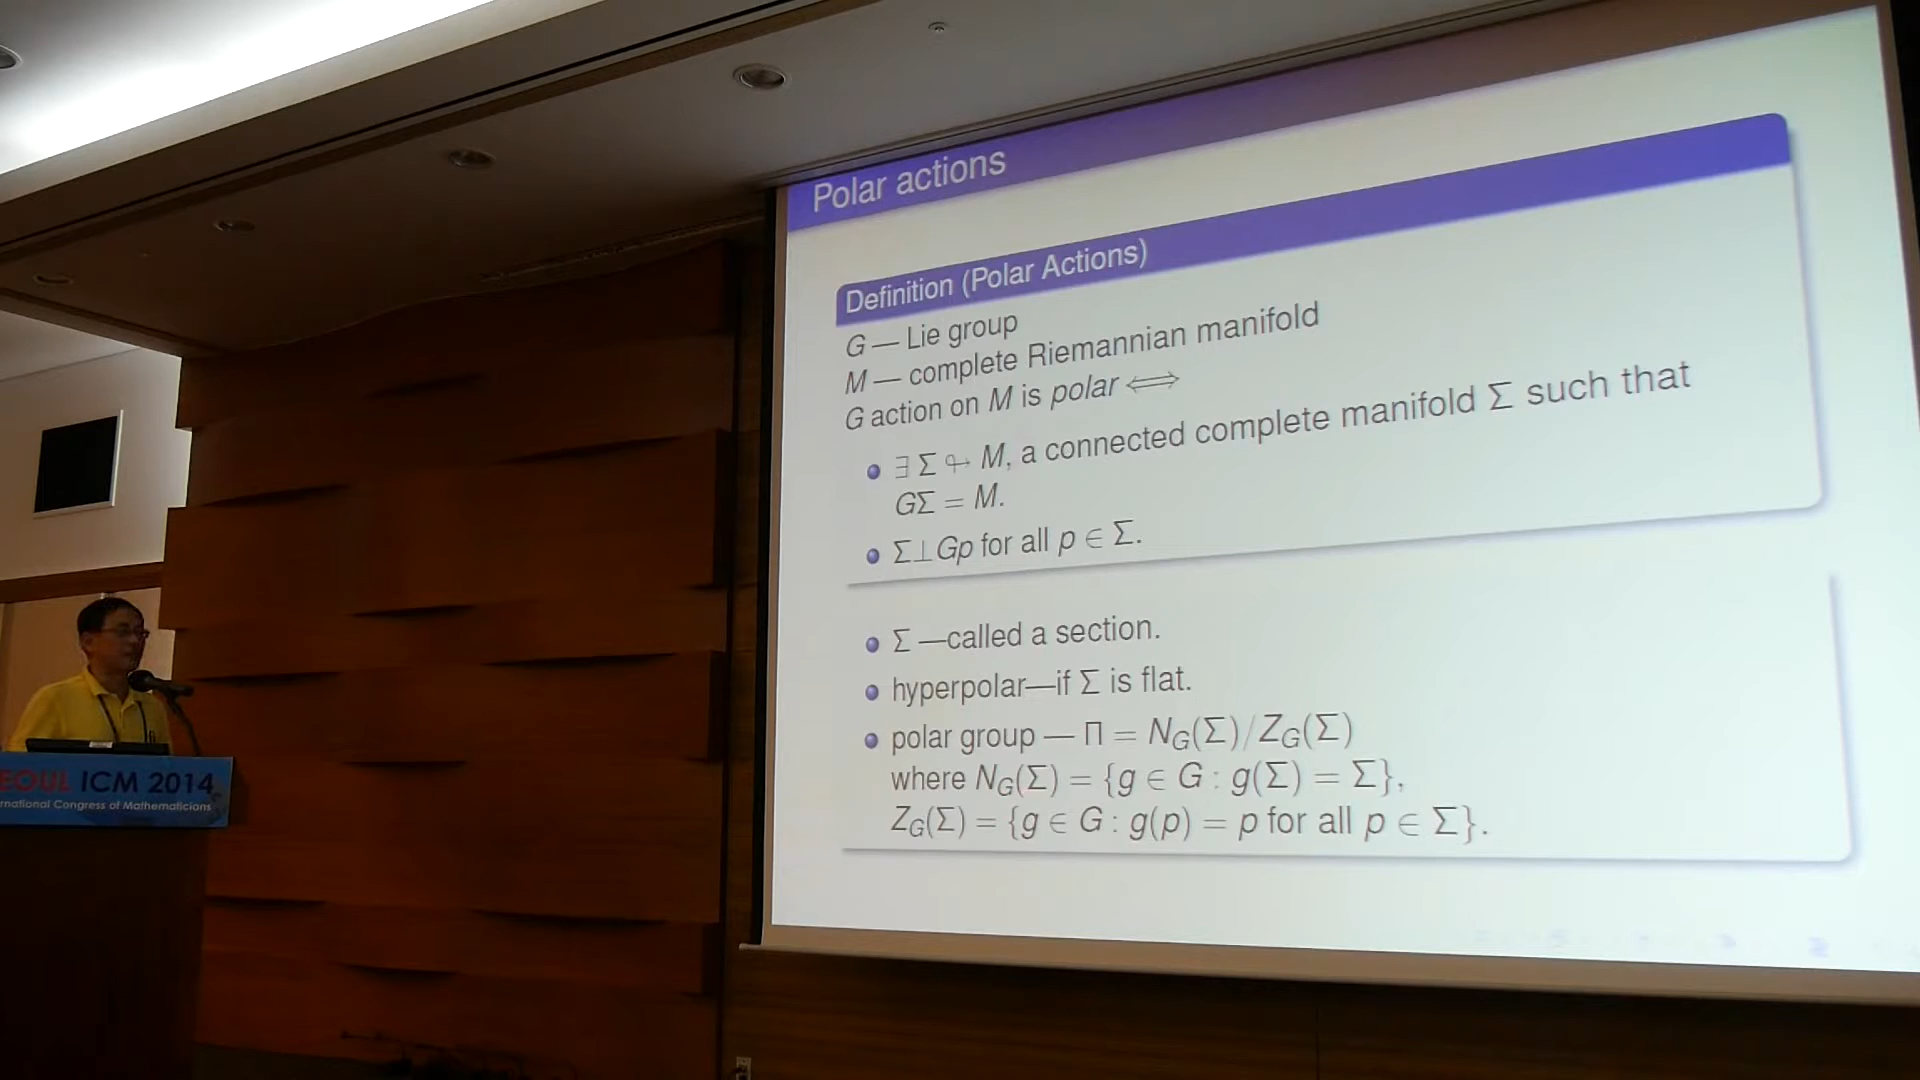 Polar actions
Definition (Polar Actions)
G — Lie group
M — complete Riemannian manifold
G action on M is polar ⟺
∃ Σ ↬ M, a connected complete manifold Σ such that
GΣ = M.
Σ⊥Gp for all p ∈ Σ.
Σ —called a section.
hyperpolar—if Σ is flat.
polar group — Π = N_G(Σ)/Z_G(Σ)
where N_G(Σ) = {g ∈ G : g(Σ) = Σ},
Z_G(Σ) = {g ∈ G : g(p) = p for all p ∈ Σ}.
EOUL ICM 2014
rnational Congress of Mathematicians